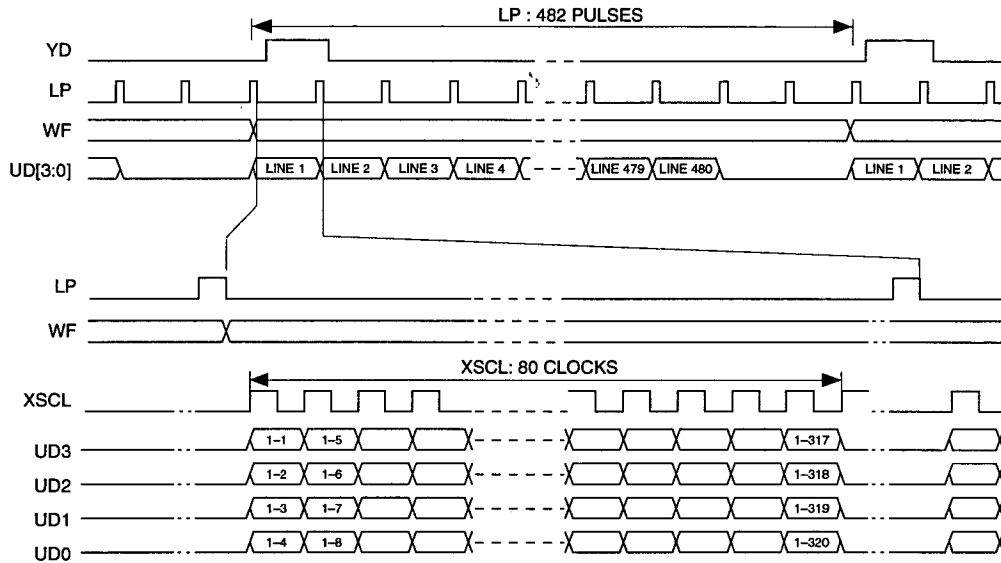 LP : 482 PULSES
YD
LP
WF
UD[3:0] LINE 1 LINE 2 LINE 3 LINE 4 LINE 479 LINE 480 LINE 1 LINE 2
LP
WF
XSCL: 80 CLOCKS
XSCL
UD3 1-1 1-5 1-317
UD2 1-2 1-6 1-318
UD1 1-3 1-7 1-319
UD0 1-4 1-8 1-320